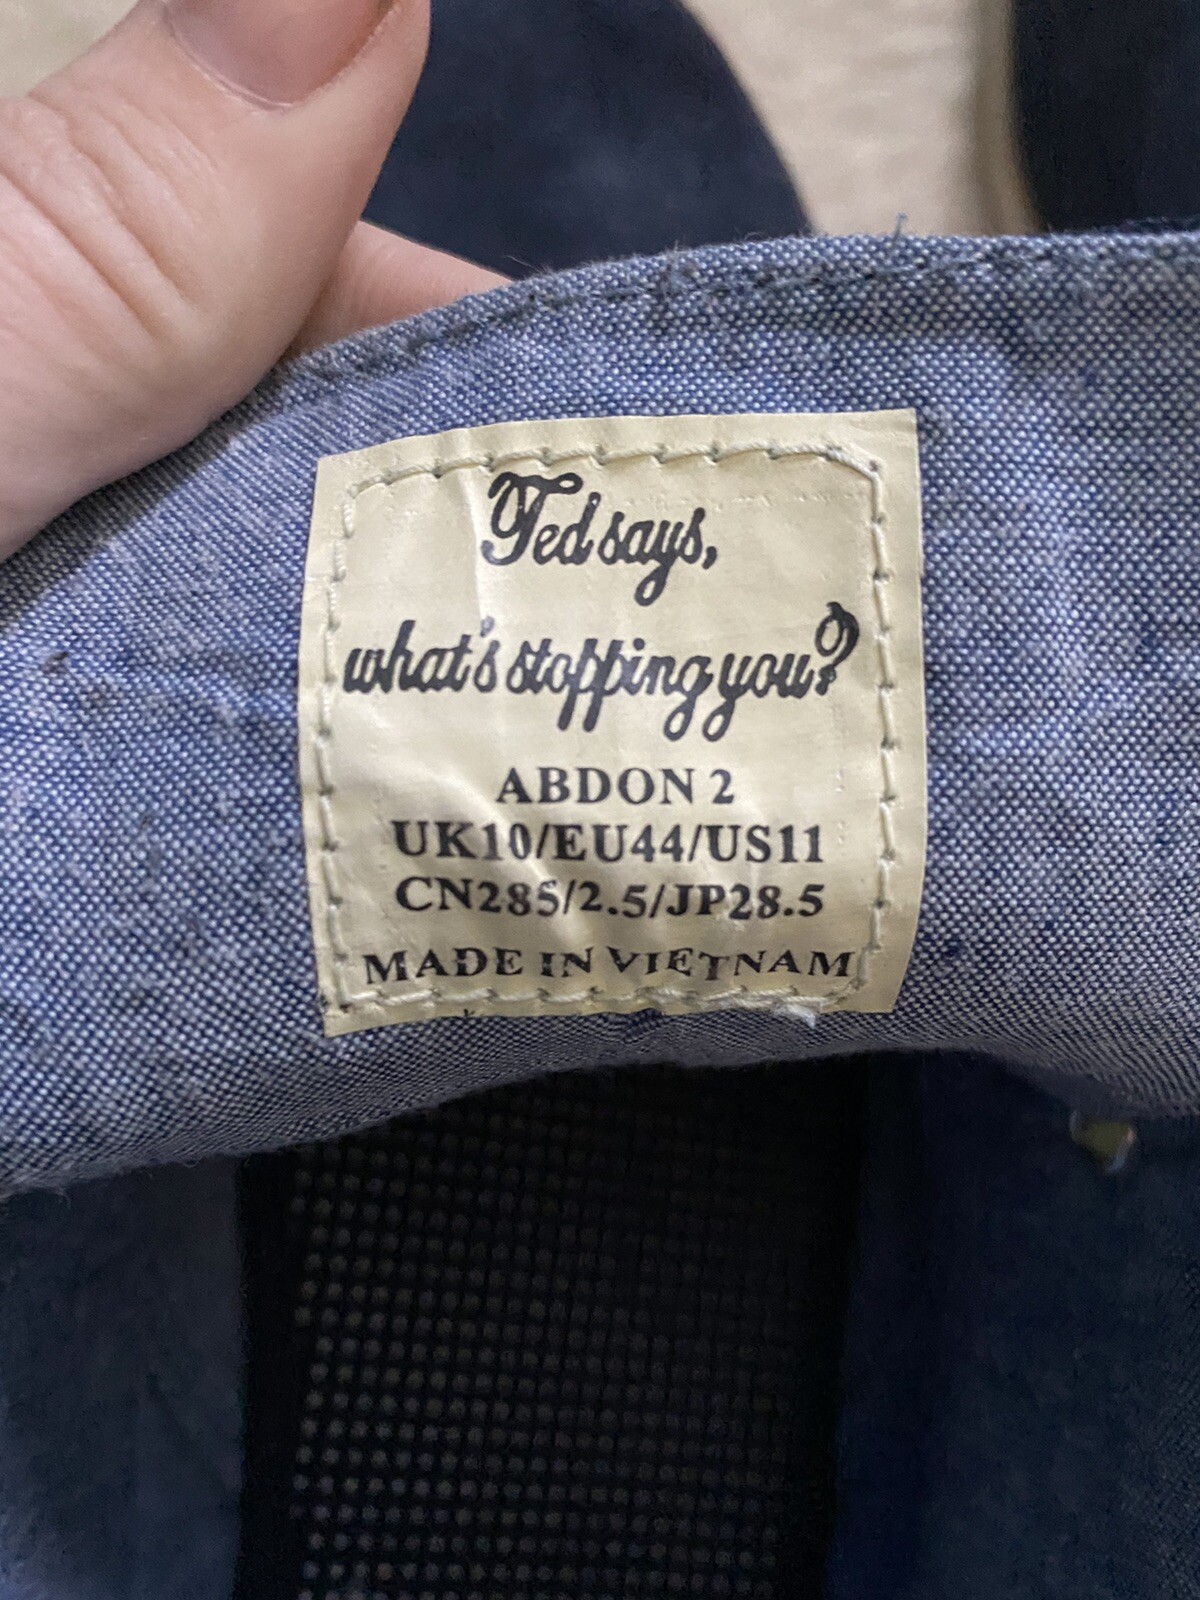 Ted says,
what's stopping you?
ABDON 2
UK10/EU44/US11
CN285/2.5/JP28.5
MADE IN VIETNAM